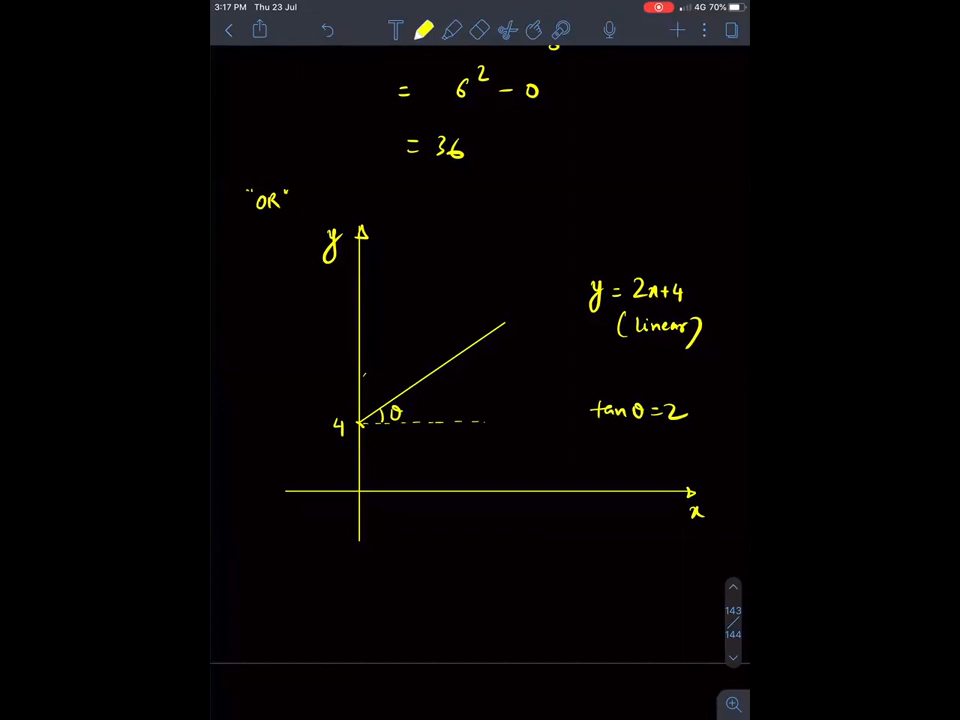 3:17 PM Thu 23 Jul
4G 70%
T
= 6² - 0
= 36
"OR"
y
y = 2x+4
(linear)
θ
tan θ = 2
4
x
143
144